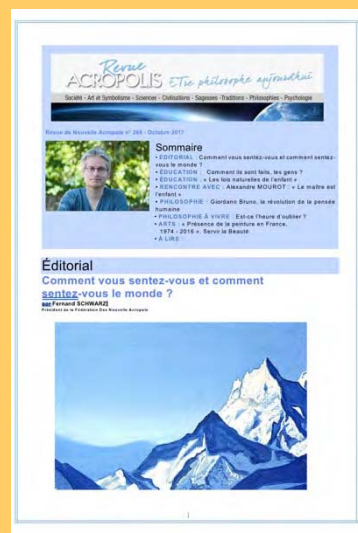 Revue
ACROPOLIS Etre philosophe aujourdhui
Société - Art et Symbolisme - Sciences - Civilisations - Sagesses -Traditions - Philosophies - Psychologie
Revue de Nouvelle Acropole n° 289 - Octobre 2017
Sommaire
• EDITORIAL : Comment vous sentez-vous et comment sentez-
vous le monde ?
• ÉDUCATION : Comment ils sont faits, les gens ?
• ÉDUCATION : « Les lois naturelles de l'enfant »
• RENCONTRE AVEC : Alexandre MOUROT : « Le maître est
l'enfant »
• PHILOSOPHIE : Giordano Bruno, la révolution de la pensée
humaine
• PHILOSOPHIE À VIVRE : Est-ce l'heure d'oublier ?
• ARTS : « Présence de la peinture en France,
1974 - 2016 ». Servir la Beauté
• À LIRE :
Éditorial
Comment vous sentez-vous et comment
sentez-vous le monde ?
par Fernand SCHWARZ
Président de la Fédération Des Nouvelle Acropole
1